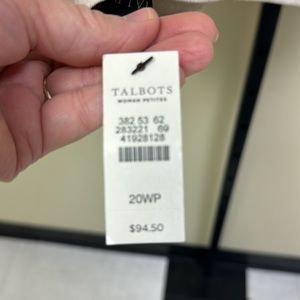 TALBOTS
WOMAN PETITES
382 53 62
283221 69
41928128
20WP
$94.50